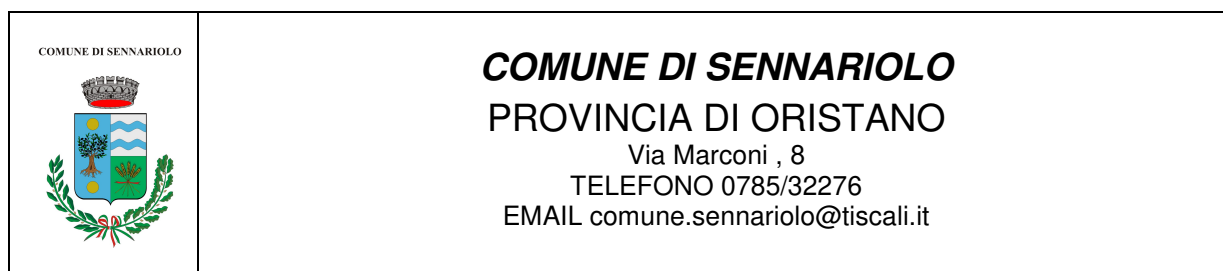 COMUNE DI SENNARIOLO
COMUNE DI SENNARIOLO
PROVINCIA DI ORISTANO
Via Marconi , 8
TELEFONO 0785/32276
EMAIL comune.sennariolo@tiscali.it